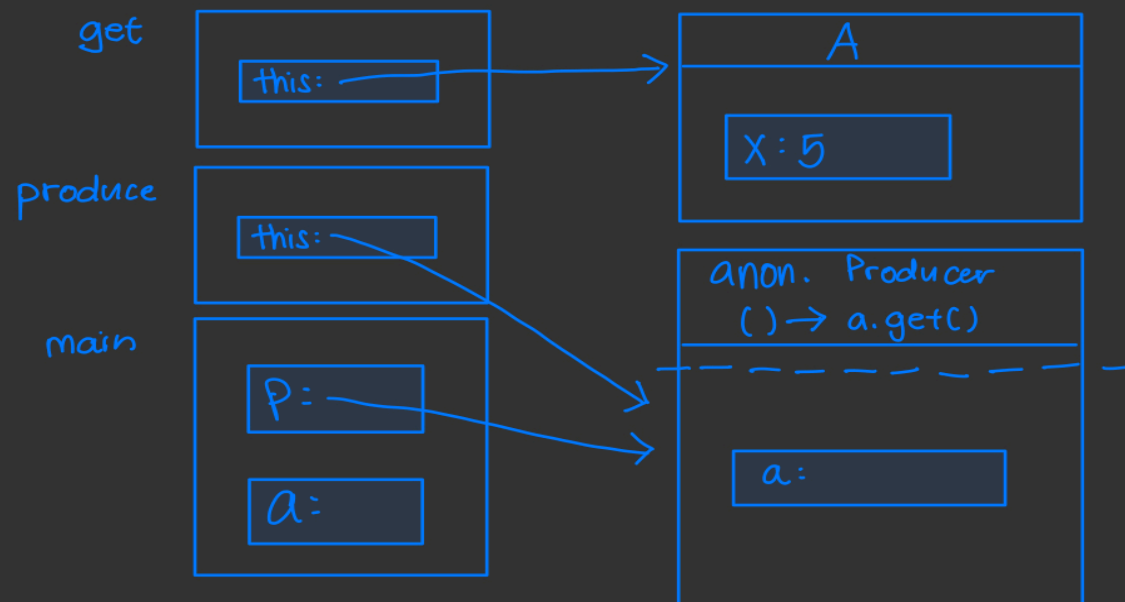 get
this:
A
x: 5
produce
this:
anon. Producer
() → a.get()
main
P:
a:
a: